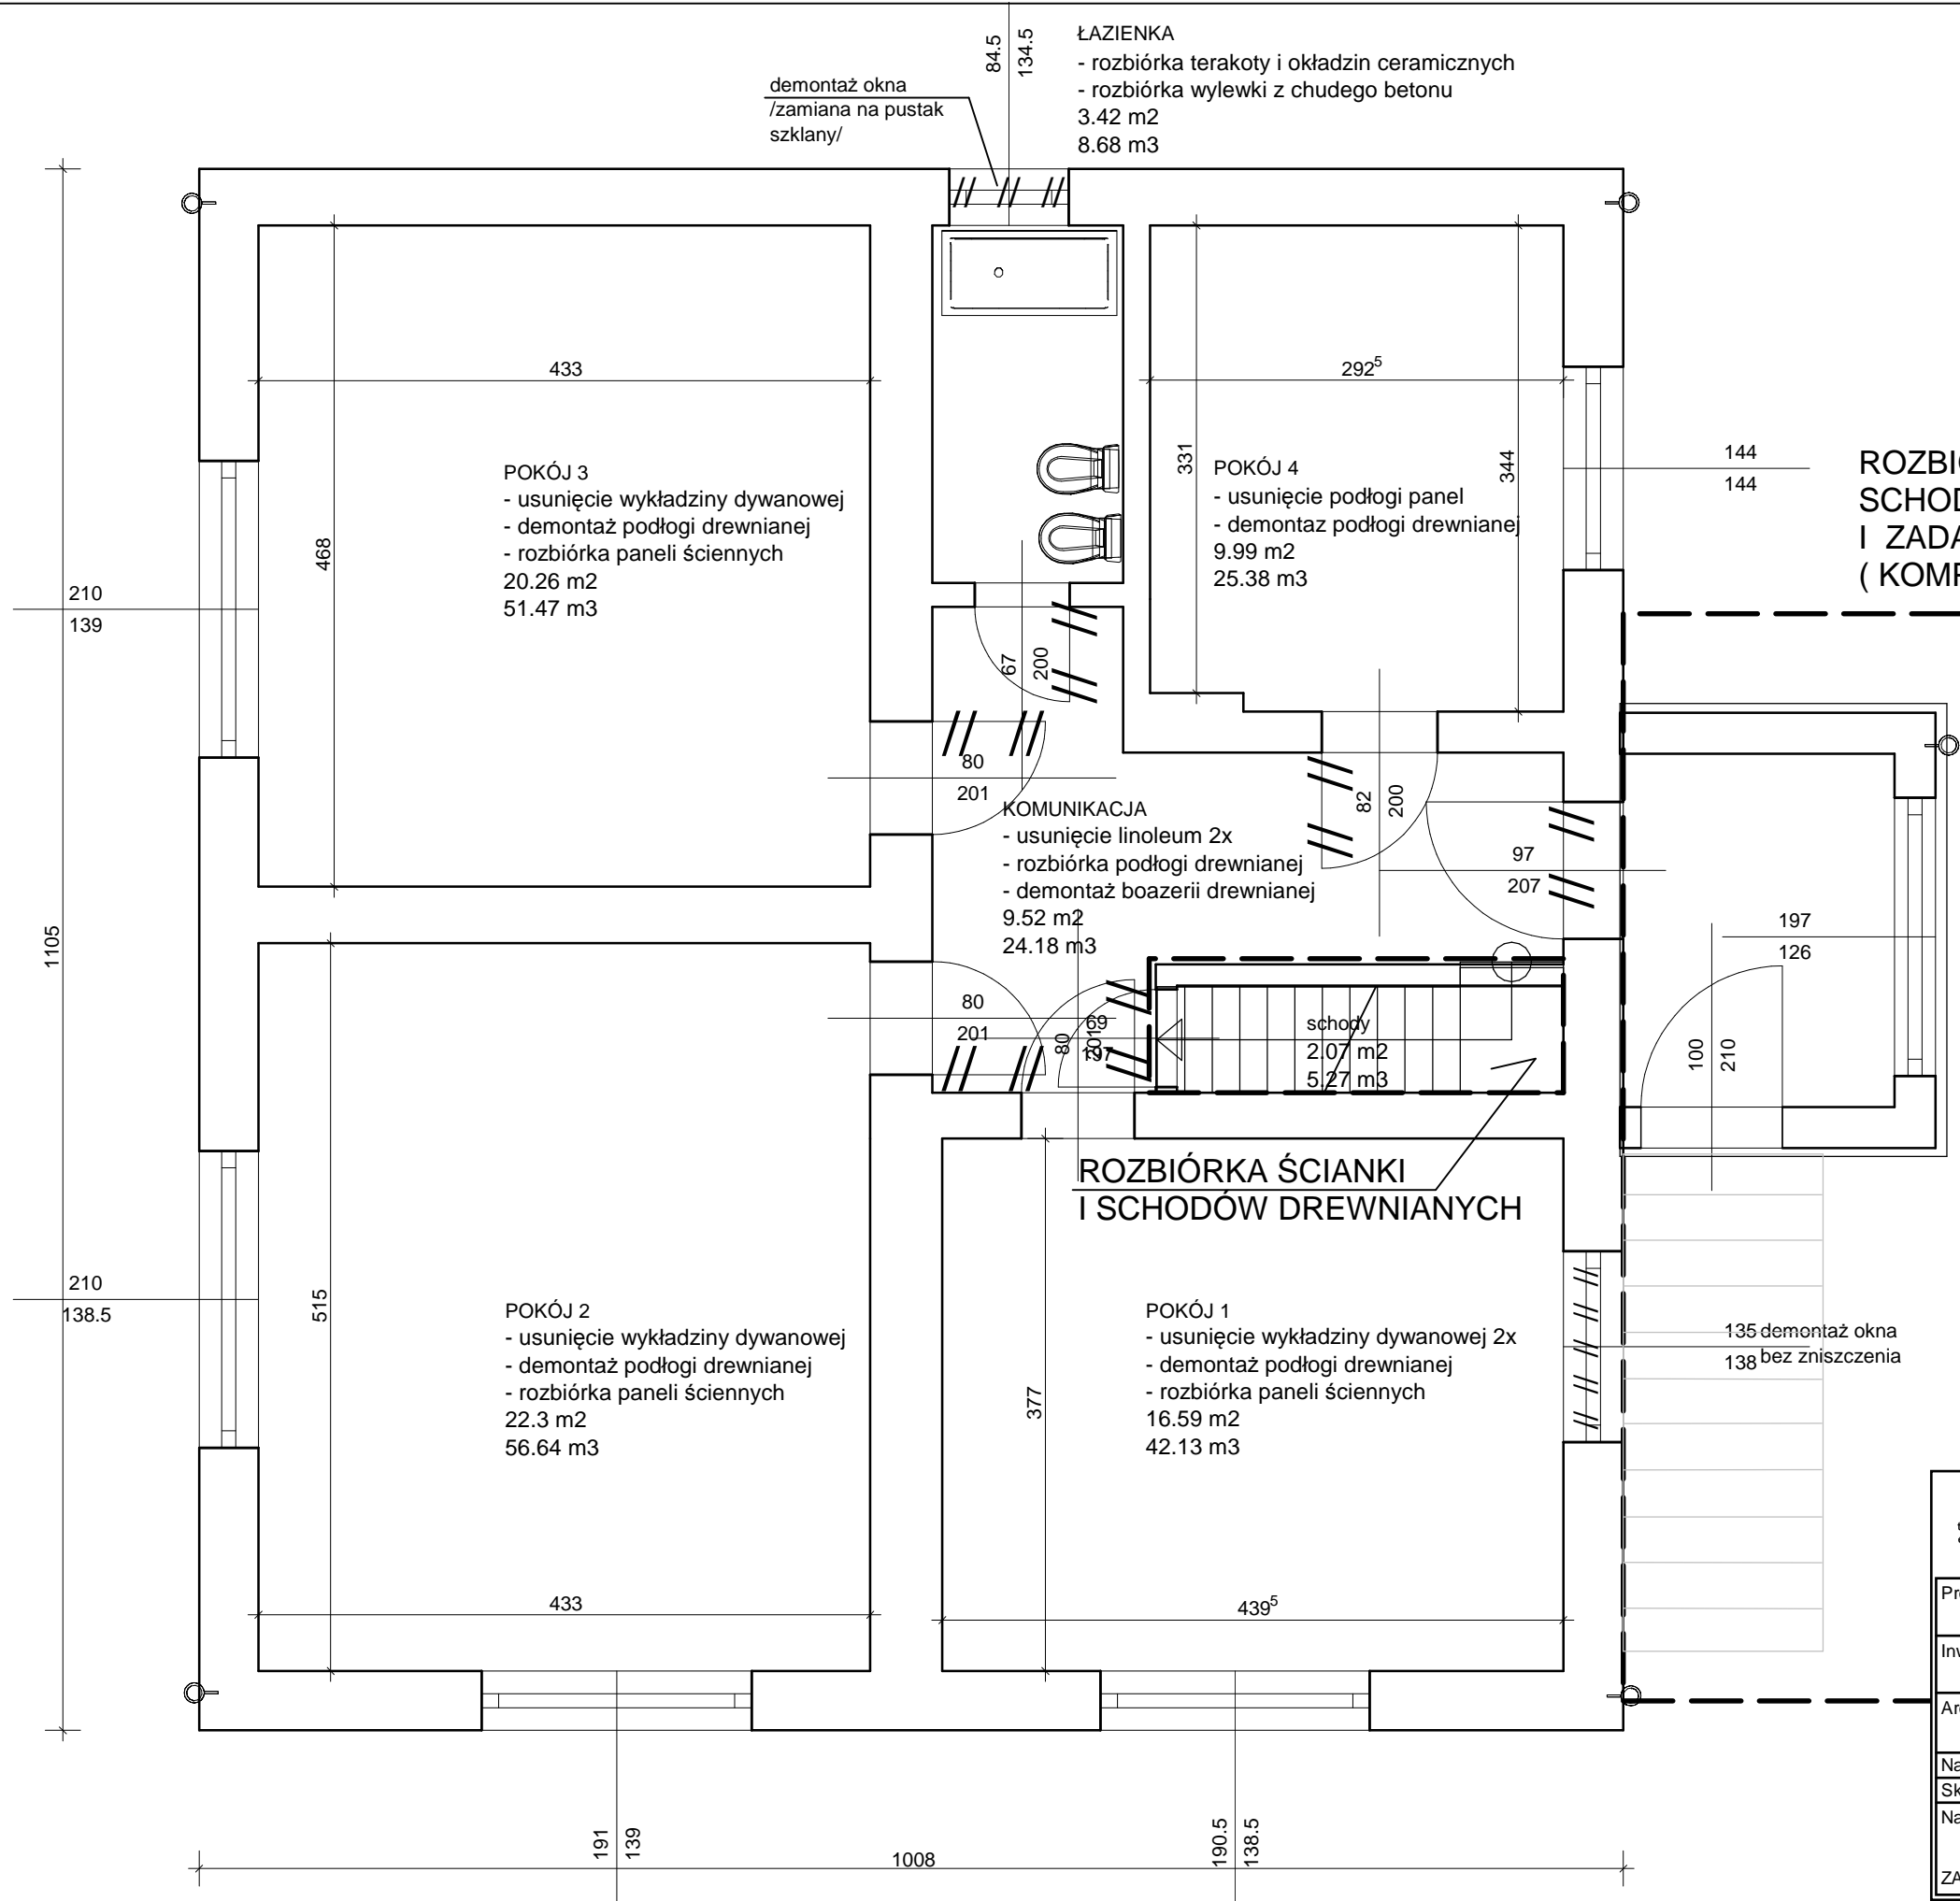 84.5
134.5
ŁAZIENKA
- rozbiórka terakoty i okładzin ceramicznych
- rozbiórka wylewki z chudego betonu
3.42 m2
8.68 m3
demontaż okna
/zamiana na pustak
szklany/
433
468
POKÓJ 3
- usunięcie wykładziny dywanowej
- demontaż podłogi drewnianej
- rozbiórka paneli ściennych
20.26 m2
51.47 m3
292⁵
331
344
POKÓJ 4
- usunięcie podłogi panel
- demontaz podłogi drewnianej
9.99 m2
25.38 m3
144
144
210
139
67
200
80
201
82
200
97
207
KOMUNIKACJA
- usunięcie linoleum 2x
- rozbiórka podłogi drewnianej
- demontaż boazerii drewnianej
9.52 m2
24.18 m3
197
126
1105
80
201
80
201
69
197
schody
2.07 m2
5.27 m3
100
210
ROZBIÓRKA ŚCIANKI
I SCHODÓW DREWNIANYCH
210
138.5
515
POKÓJ 2
- usunięcie wykładziny dywanowej
- demontaż podłogi drewnianej
- rozbiórka paneli ściennych
22.3 m2
56.64 m3
377
POKÓJ 1
- usunięcie wykładziny dywanowej 2x
- demontaż podłogi drewnianej
- rozbiórka paneli ściennych
16.59 m2
42.13 m3
135 demontaż okna
138 bez zniszczenia
433
439⁵
191
139
190.5
138.5
1008
I
(